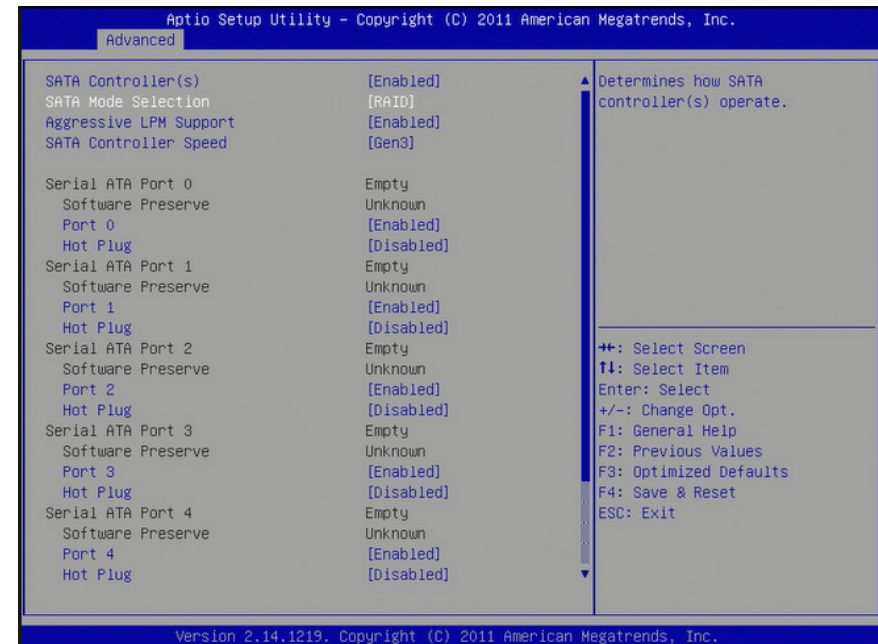 Aptio Setup Utility – Copyright (C) 2011 American Megatrends, Inc.
Advanced
SATA Controller(s) [Enabled]
SATA Mode Selection [RAID]
Aggressive LPM Support [Enabled]
SATA Controller Speed [Gen3]
Serial ATA Port 0 Empty
Software Preserve Unknown
Port 0 [Enabled]
Hot Plug [Disabled]
Serial ATA Port 1 Empty
Software Preserve Unknown
Port 1 [Enabled]
Hot Plug [Disabled]
Serial ATA Port 2 Empty
Software Preserve Unknown
Port 2 [Enabled]
Hot Plug [Disabled]
Serial ATA Port 3 Empty
Software Preserve Unknown
Port 3 [Enabled]
Hot Plug [Disabled]
Serial ATA Port 4 Empty
Software Preserve Unknown
Port 4 [Enabled]
Hot Plug [Disabled]
Determines how SATA
controller(s) operate.
→←: Select Screen
↑↓: Select Item
Enter: Select
+/-: Change Opt.
F1: General Help
F2: Previous Values
F3: Optimized Defaults
F4: Save & Reset
ESC: Exit
Version 2.14.1219. Copyright (C) 2011 American Megatrends, Inc.